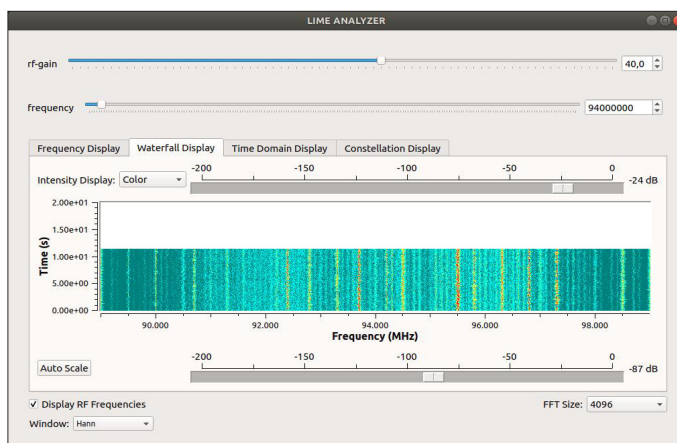 LIME ANALYZER
rf-gain
40,0
frequency
94000000
Frequency Display Waterfall Display Time Domain Display Constellation Display
-200 -150 -100 -50 0
Intensity Display: Color -24 dB
2.00e+01
1.50e+01
1.00e+01
5.00e+00
0.00e+00
Time (s)
90.000 92.000 94.000 96.000 98.000
Frequency (MHz)
-200 -150 -100 -50 0
Auto Scale -87 dB
Display RF Frequencies FFT Size: 4096
Window: Hann